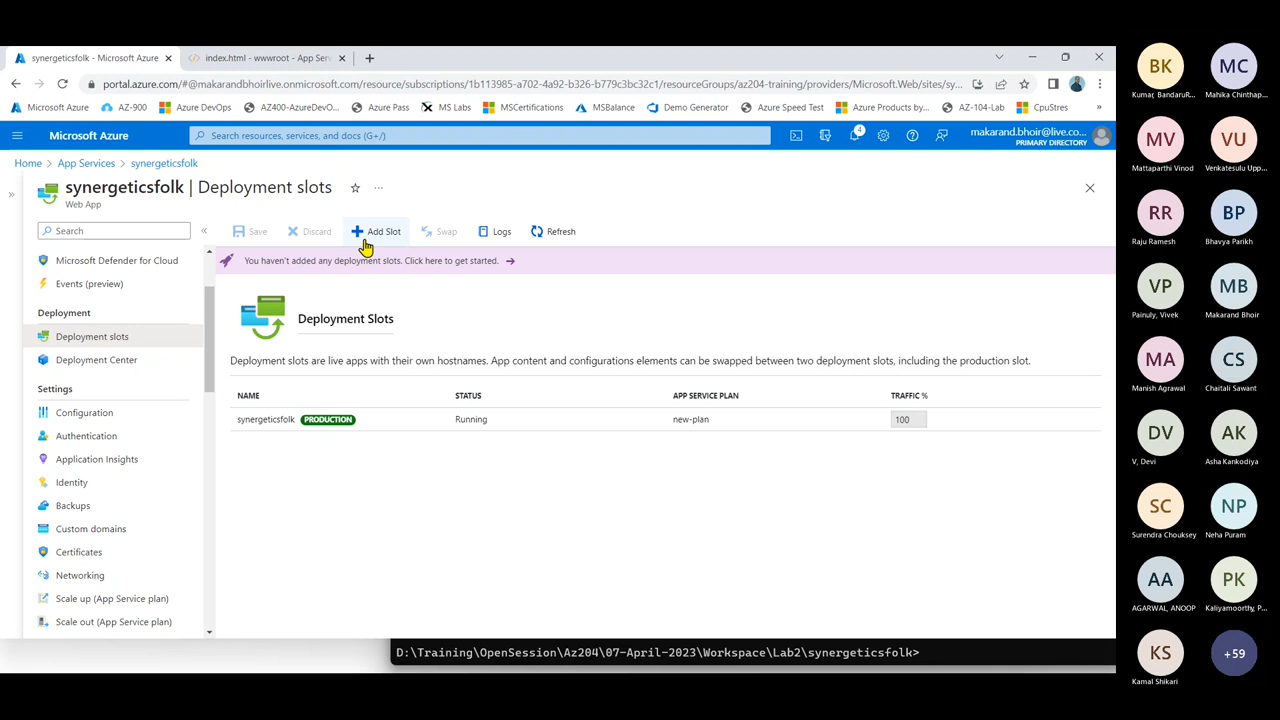 synergeticsfolk - Microsoft Azure
index.html - wwwroot - App Serv
portal.azure.com/#@makarandbhoirlive.onmicrosoft.com/resource/subscriptions/1b113985-a702-4a92-b326-b779c3bc32c1/resourceGroups/az204-training/providers/Microsoft.Web/sites/sy...
Microsoft Azure
AZ-900
Azure DevOps
AZ400-AzureDevO...
Azure Pass
MS Labs
MSCertifications
MSBalance
Demo Generator
Azure Speed Test
Azure Products by...
AZ-104-Lab
CpuStres
»
Microsoft Azure
Search resources, services, and docs (G+/)
4
makarand.bhoir@live.co...
PRIMARY DIRECTORY
Home > App Services > synergeticsfolk
synergeticsfolk | Deployment slots
Web App
Search
Save
Discard
Add Slot
Swap
Logs
Refresh
Microsoft Defender for Cloud
Events (preview)
Deployment
Deployment slots
Deployment Center
Settings
Configuration
Authentication
Application Insights
Identity
Backups
Custom domains
Certificates
Networking
Scale up (App Service plan)
Scale out (App Service plan)
You haven't added any deployment slots. Click here to get started.
Deployment Slots
Deployment slots are live apps with their own hostnames. App content and configurations elements can be swapped between two deployment slots, including the production slot.
NAME STATUS APP SERVICE PLAN TRAFFIC %
synergeticsfolk PRODUCTION Running new-plan 100
D:\Training\OpenSession\Az204\07-April-2023\Workspace\Lab2\synergeticsfolk>
BK
Kumar, BandaruR...
MC
Mahika Chinthap...
MV
Mattaparthi Vinod
VU
Venkatesulu Upp...
RR
Raju Ramesh
BP
Bhavya Parikh
VP
Painuly, Vivek
MB
Makarand Bhoir
MA
Manish Agrawal
CS
Chaitali Sawant
DV
V, Devi
AK
Asha Kankodiya
SC
Surendra Chouksey
NP
Neha Puram
AA
AGARWAL, ANOOP
PK
Kaliyamoorthy, P...
KS
Kamal Shikari
+59